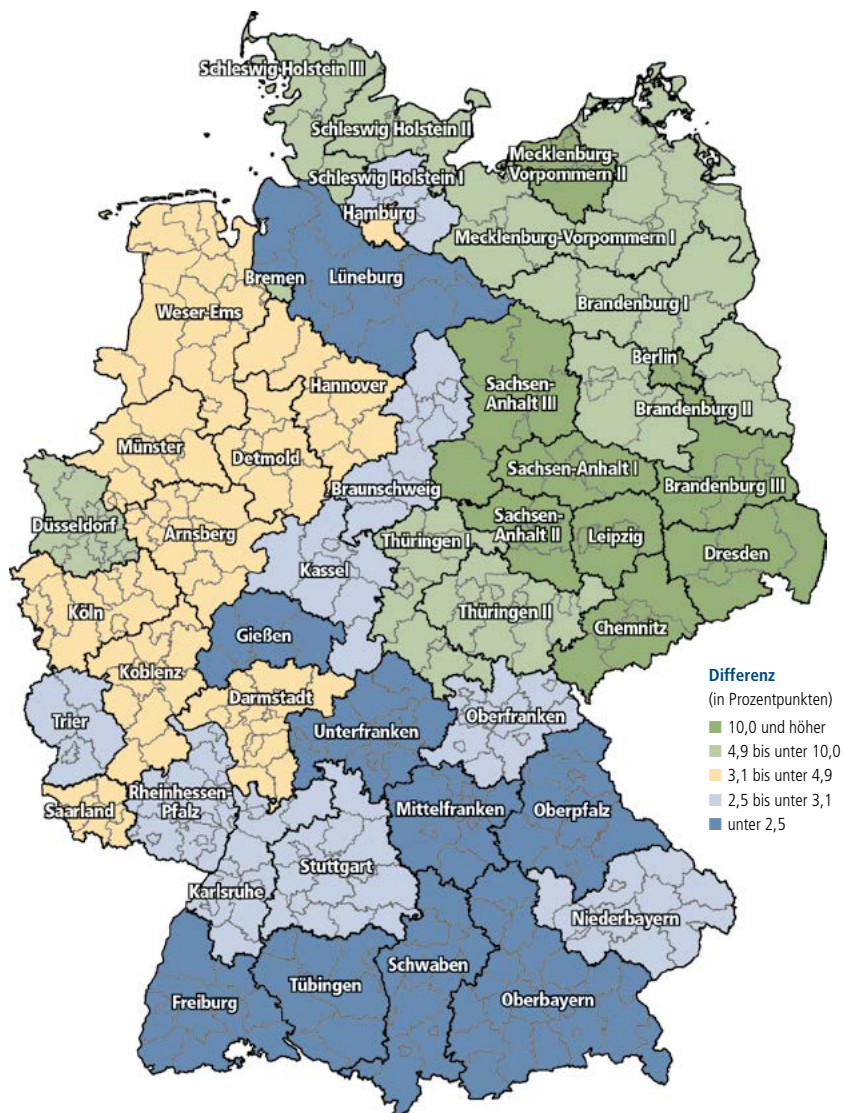 Schleswig Holstein III
Schleswig Holstein II
Mecklenburg-
Vorpommern II
Schleswig Holstein I
Hamburg
Mecklenburg-Vorpommern I
Bremen
Lüneburg
Weser-Ems
Brandenburg I
Berlin
Hannover
Sachsen-
Anhalt III
Brandenburg II
Münster
Detmold
Sachsen-Anhalt I
Braunschweig
Brandenburg III
Düsseldorf
Arnsberg
Thüringen I
Sachsen-
Anhalt II
Leipzig
Dresden
Kassel
Köln
Thüringen II
Gießen
Chemnitz
Koblenz
Darmstadt
Trier
Unterfranken
Oberfranken
Saarland
Rheinhessen-
Pfalz
Mittelfranken
Oberpfalz
Stuttgart
Karlsruhe
Niederbayern
Schwaben
Tübingen
Freiburg
Oberbayern
Differenz
(in Prozentpunkten)
10,0 und höher
4,9 bis unter 10,0
3,1 bis unter 4,9
2,5 bis unter 3,1
unter 2,5